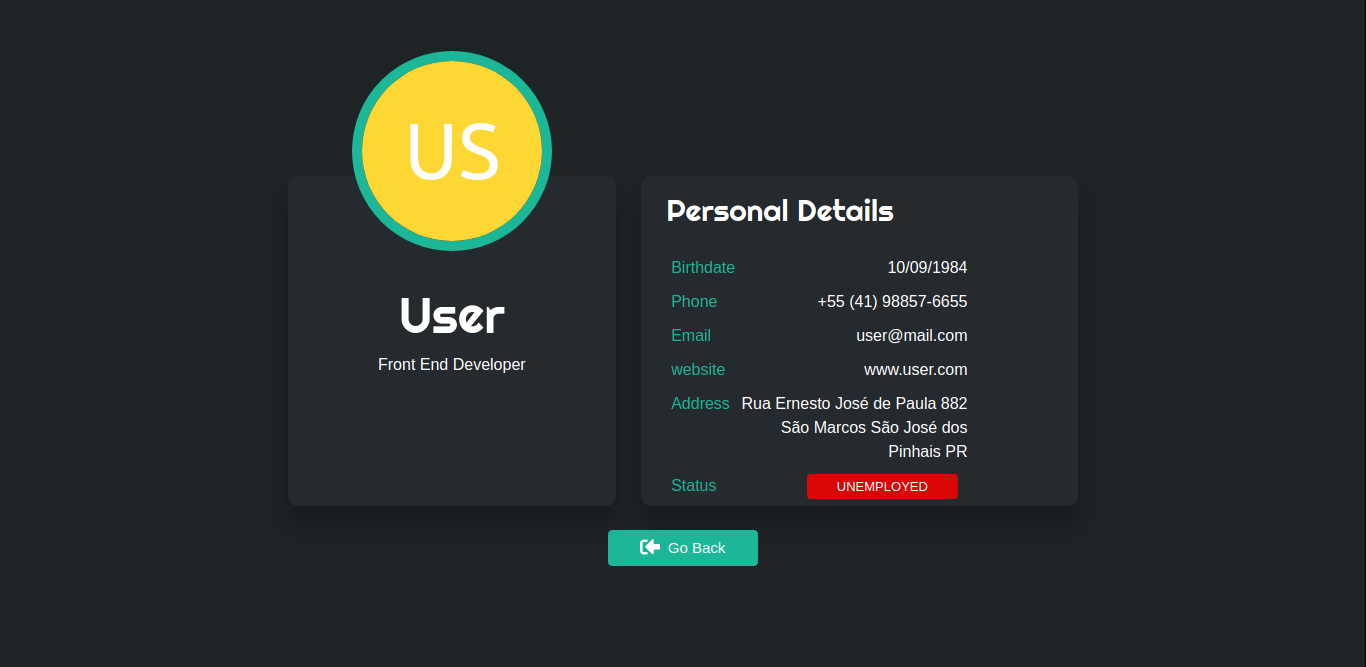 US
User
Front End Developer
Personal Details
Birthdate 10/09/1984
Phone +55 (41) 98857-6655
Email user@mail.com
website www.user.com
Address Rua Ernesto José de Paula 882
São Marcos São José dos
Pinhais PR
Status UNEMPLOYED
Go Back